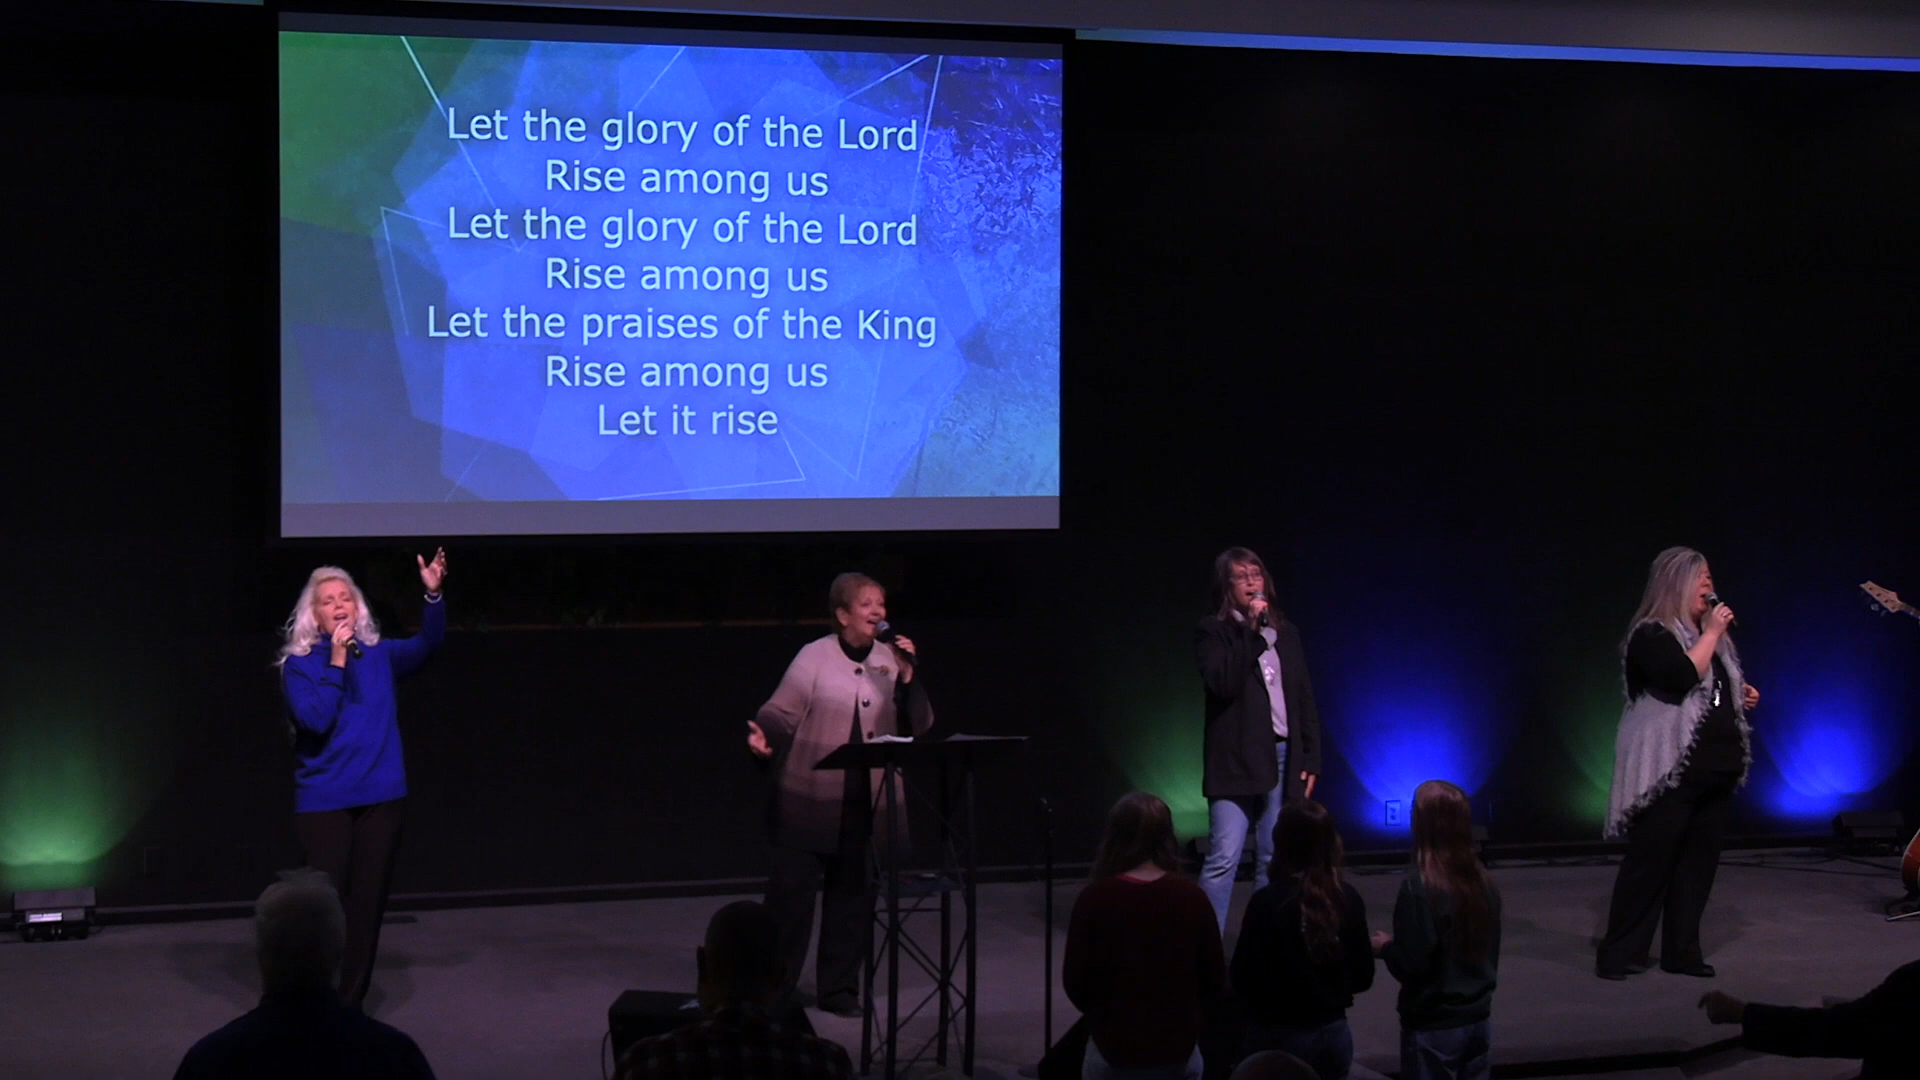 Let the glory of the Lord
Rise among us
Let the glory of the Lord
Rise among us
Let the praises of the King
Rise among us
Let it rise